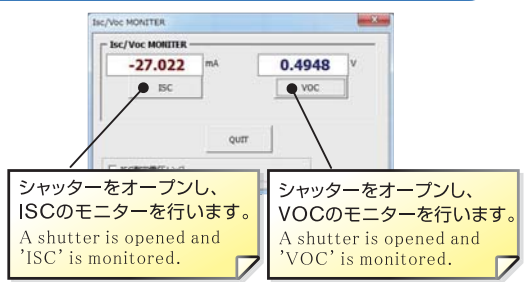 Isc/Voc MONITER
Isc/Voc MONITER
-27.022 mA 0.4948 V
ISC VOC
QUIT
シャッターをオープンし、
ISCのモニターを行います。
A shutter is opened and
'ISC' is monitored.
シャッターをオープンし、
VOCのモニターを行います。
A shutter is opened and
'VOC' is monitored.